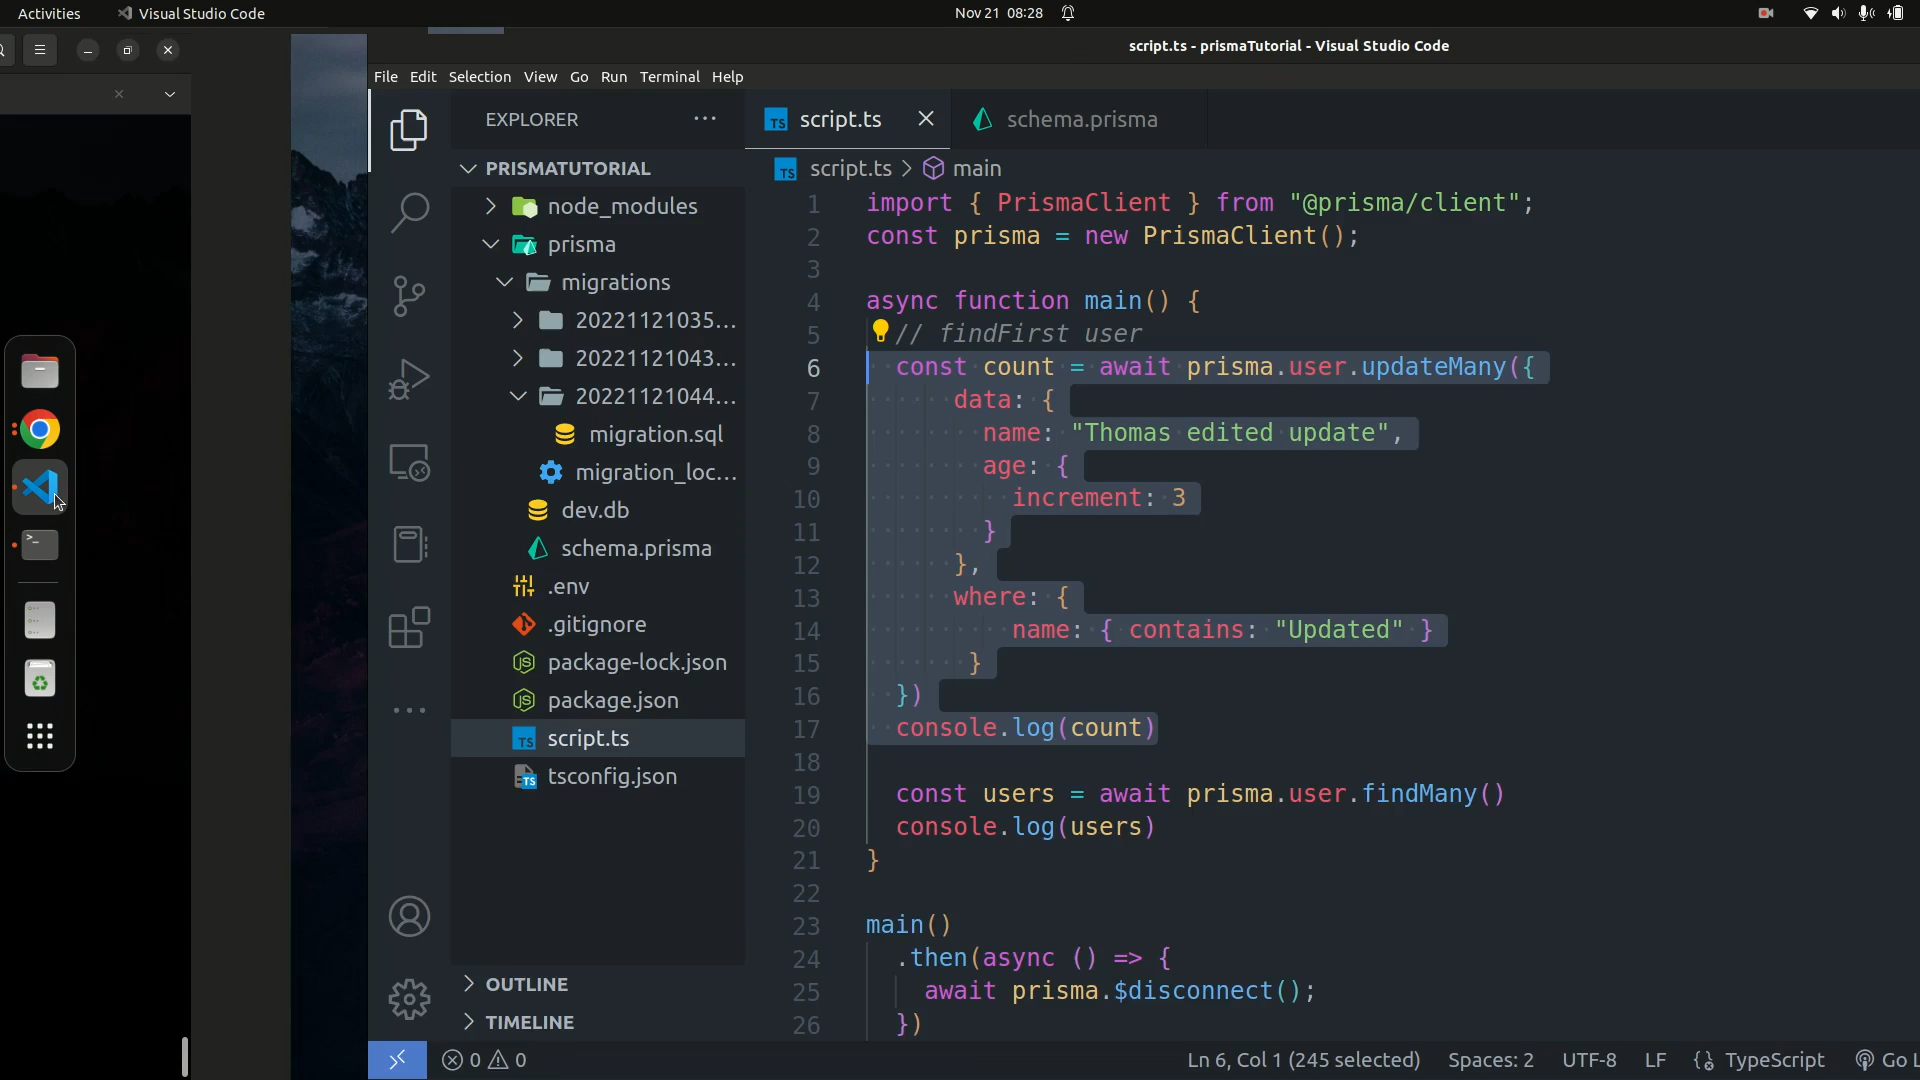 Activities
Visual Studio Code
Nov 21 08:28
script.ts - prismaTutorial - Visual Studio Code
File Edit Selection View Go Run Terminal Help
EXPLORER
PRISMATUTORIAL
node_modules
prisma
migrations
20221121035...
20221121043...
20221121044...
migration.sql
migration_loc...
dev.db
schema.prisma
.env
.gitignore
package-lock.json
package.json
script.ts
tsconfig.json
OUTLINE
TIMELINE
script.ts
schema.prisma
script.ts > main
1 import { PrismaClient } from "@prisma/client";
2 const prisma = new PrismaClient();
3
4 async function main() {
5 // findFirst user
6 const count = await prisma.user.updateMany({
7 data: {
8 name: "Thomas edited update",
9 age: {
10 increment: 3
11 }
12 },
13 where: {
14 name: { contains: "Updated" }
15 }
16 })
17 console.log(count)
18
19 const users = await prisma.user.findMany()
20 console.log(users)
21 }
22
23 main()
24 .then(async () => {
25 await prisma.$disconnect();
26 })
0 0
Ln 6, Col 1 (245 selected)
Spaces: 2
UTF-8
LF
TypeScript
Go L